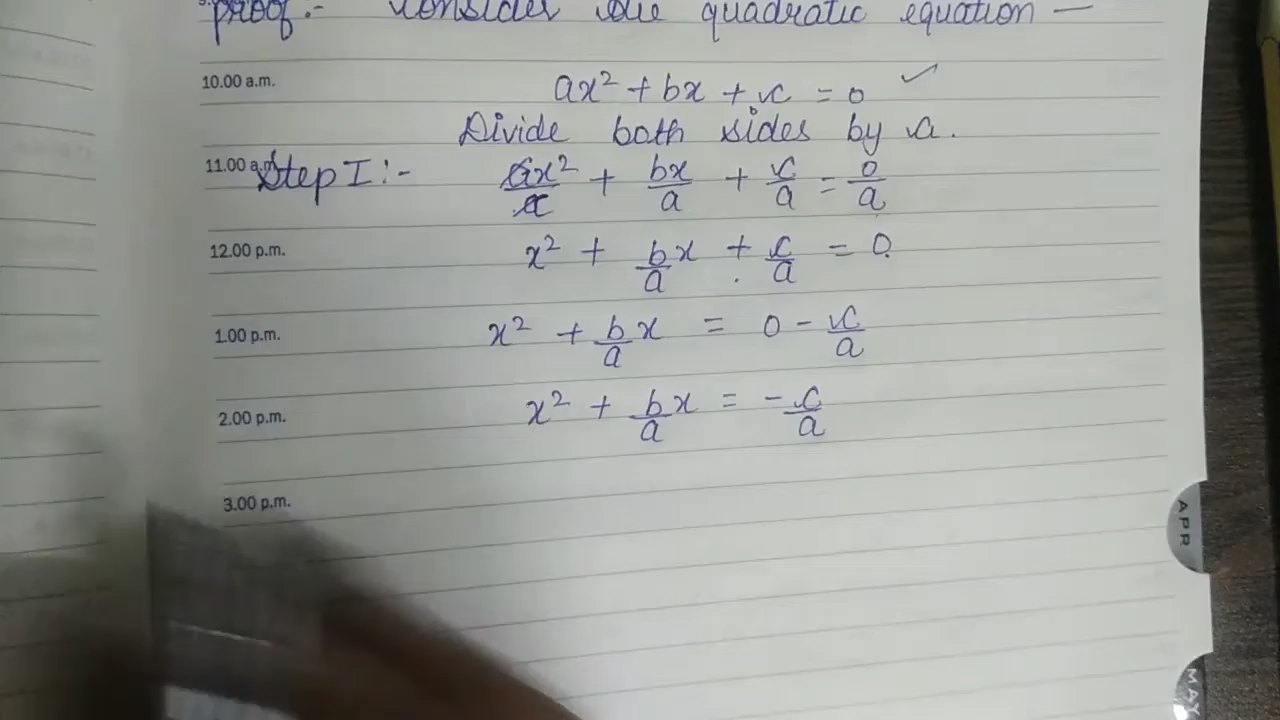 proof :- Consider the quadratic equation —
10.00 a.m.
ax² + bx + c = 0 ✓
Divide both sides by a.
11.00 a.m. Step I :- ax²/a + bx/a + c/a = 0/a
12.00 p.m. x² + b/a x + c/a = 0
1.00 p.m. x² + b/a x = 0 - c/a
2.00 p.m. x² + b/a x = - c/a
3.00 p.m.
APR
MAY